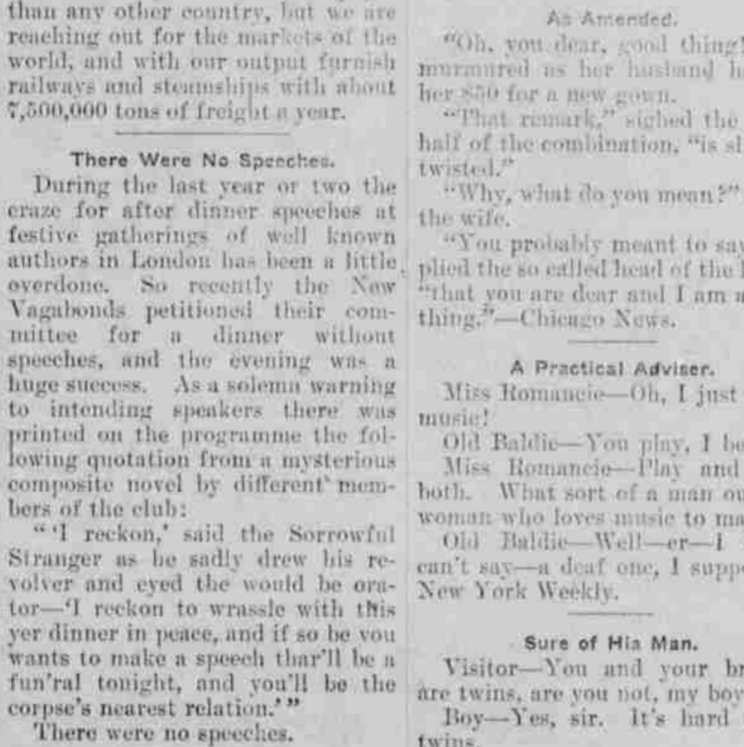 than any other country, but we are
reaching out for the markets of the
world, and with our output furnish
railways and steamships with about
7,500,000 tons of freight a year.
There Were No Speeches.
During the last year or two the
craze for after dinner speeches at
festive gatherings of well known
authors in London has been a little
overdone. So recently the New
Vagabonds petitioned their com-
mittee for a dinner without
speeches, and the evening was a
huge success. As a solemn warning
to intending speakers there was
printed on the programme the fol-
lowing quotation from a mysterious
composite novel by different mem-
bers of the club:
"'I reckon,' said the Sorrowful
Stranger as he sadly drew his re-
volver and eyed the would be ora-
tor—'I reckon to wrassle with this
yer dinner in peace, and if so be you
wants to make a speech thar'll be a
fun'ral tonight, and you'll be the
corpse's nearest relation.'"
There were no speeches.
As Amended.
"Oh, you dear, good thing!
murmured as her husband h
her $50 for a new gown.
"That remark," sighed the
half of the combination, "is sl
twisted."
"Why, what do you mean?"
the wife.
"You probably meant to say
plied the so called head of the
"that you are dear and I am a
thing."—Chicago News.
A Practical Adviser.
Miss Romancie—Oh, I just
music!
Old Baldie—You play, I be
Miss Romancie—Play and
both. What sort of a man ou
woman who loves music to ma
Old Baldie—Well—er—I
can't say—a deaf one, I supp
New York Weekly.
Sure of His Man.
Visitor—You and your br
are twins, are you not, my boy
Boy—Yes, sir. It's hard
twins.